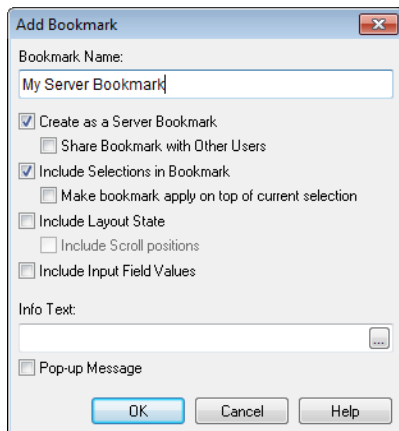 Add Bookmark
Bookmark Name:
My Server Bookmark
Create as a Server Bookmark
Share Bookmark with Other Users
Include Selections in Bookmark
Make bookmark apply on top of current selection
Include Layout State
Include Scroll positions
Include Input Field Values
Info Text:
...
Pop-up Message
OK Cancel Help